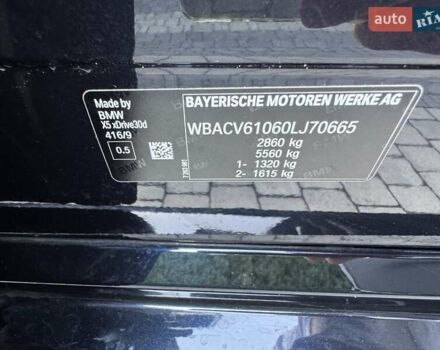 AUTO
RIA
Made by
BMW
X5 xDrive30d
416/9
0.5
BAYERISCHE MOTOREN WERKE AG
WBACV61060LJ70665
2860 kg
5560 kg
1- 1320 kg
2- 1615 kg